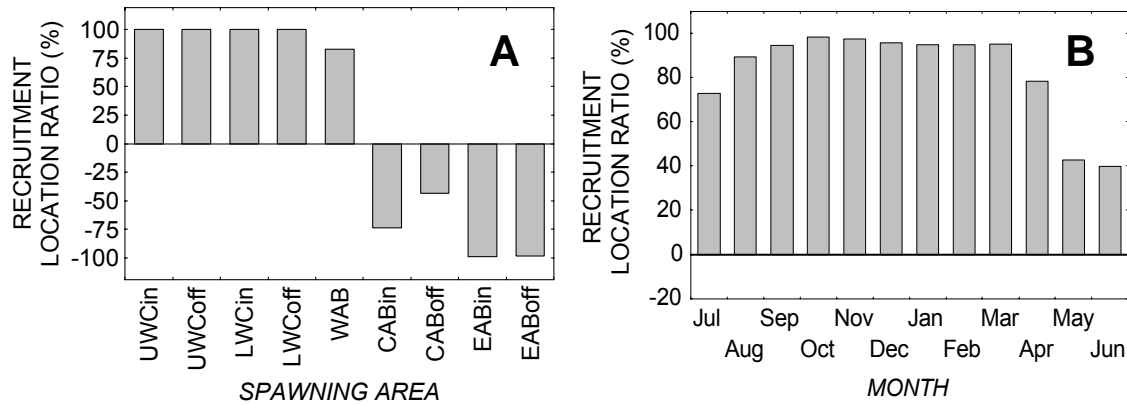 A
RECRUITMENT
LOCATION RATIO (%)
100
75
50
25
0
-25
-50
-75
-100
UWCin
UWCoff
LWCin
LWCoff
WAB
CABin
CABoff
EABin
EABoff
SPAWNING AREA
B
RECRUITMENT
LOCATION RATIO (%)
100
80
60
40
20
0
-20
Jul Sep Nov Jan Mar May
Aug Oct Dec Feb Apr Jun
MONTH